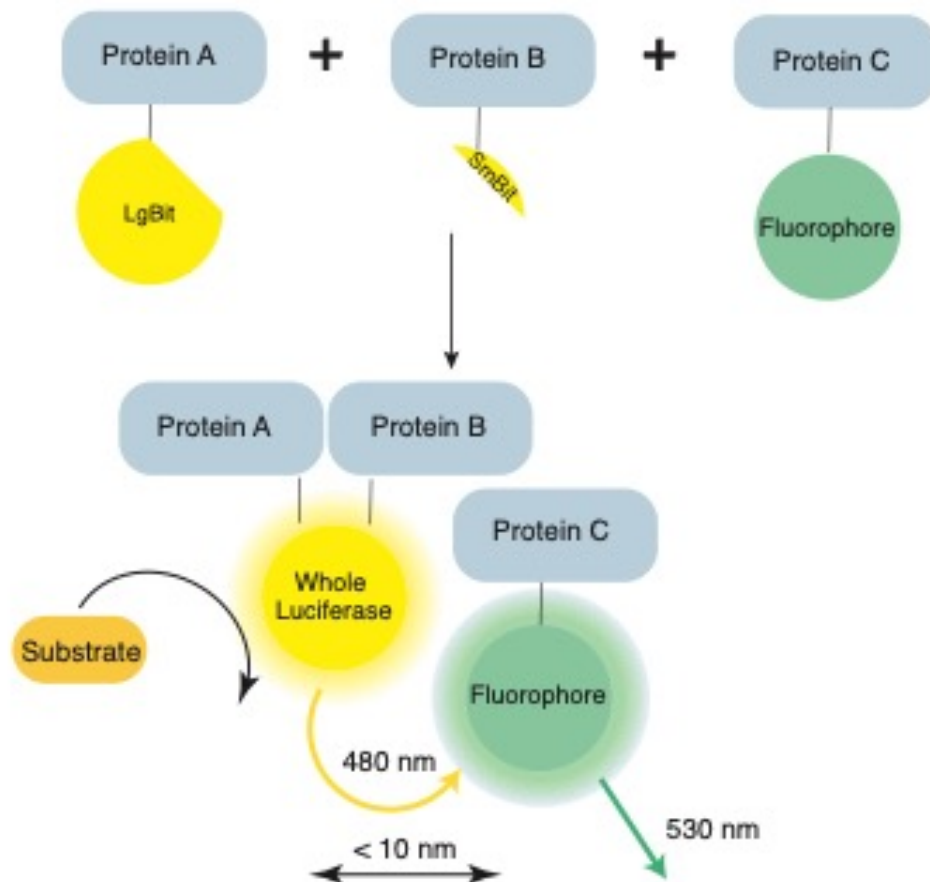 Protein A
+
Protein B
+
Protein C
LgBit
SmBit
Fluorophore
Protein A
Protein B
Protein C
Whole
Luciferase
Substrate
Fluorophore
480 nm
530 nm
< 10 nm